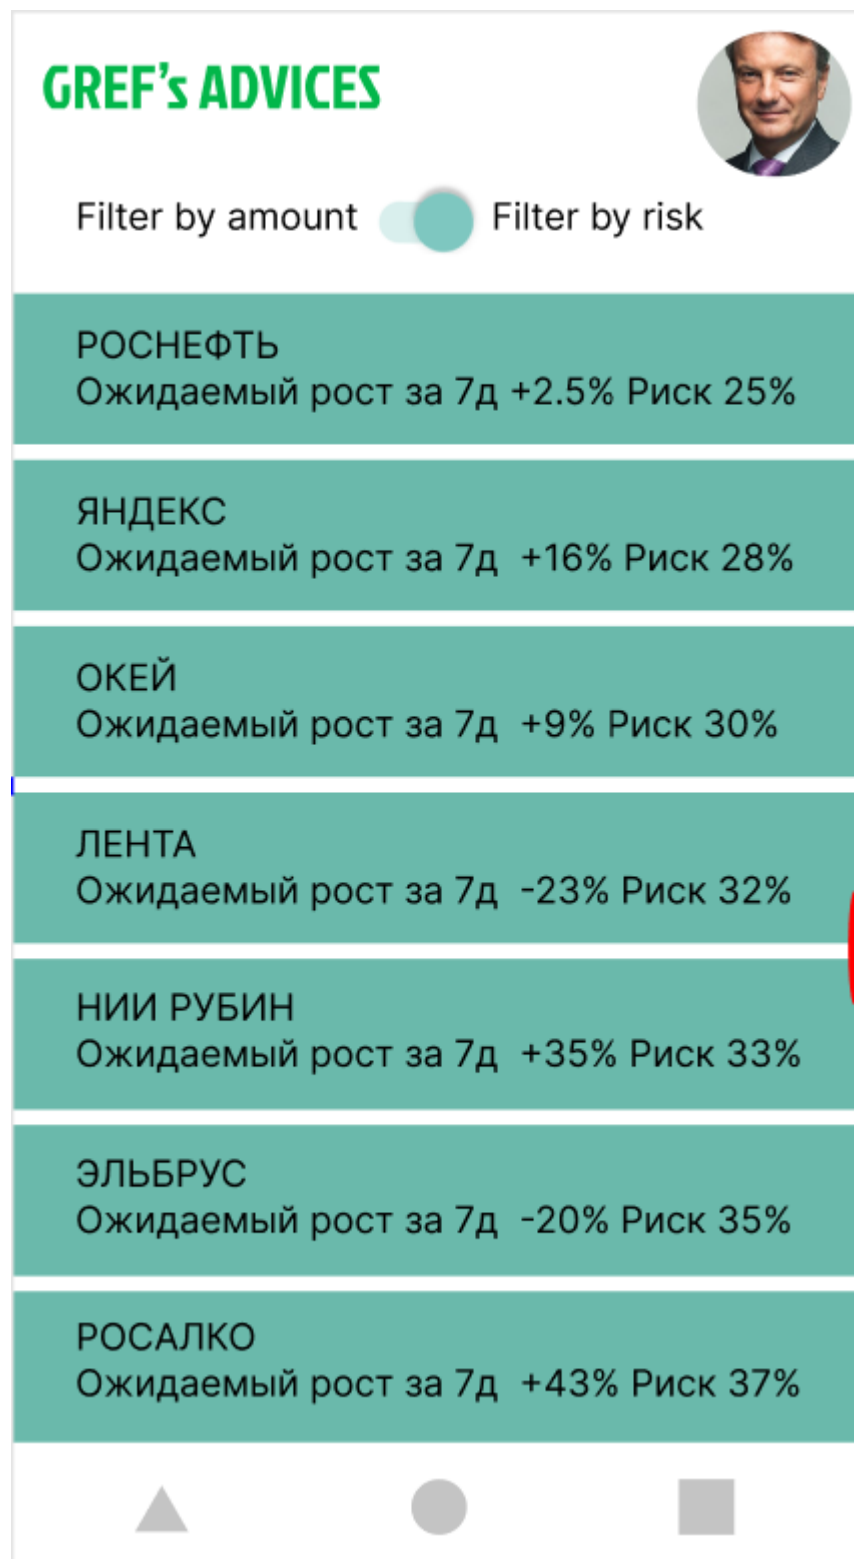 GREF's ADVICES
Filter by amount Filter by risk
РОСНЕФТЬ
Ожидаемый рост за 7д +2.5% Риск 25%
ЯНДЕКС
Ожидаемый рост за 7д +16% Риск 28%
ОКЕЙ
Ожидаемый рост за 7д +9% Риск 30%
ЛЕНТА
Ожидаемый рост за 7д -23% Риск 32%
НИИ РУБИН
Ожидаемый рост за 7д +35% Риск 33%
ЭЛЬБРУС
Ожидаемый рост за 7д -20% Риск 35%
РОСАЛКО
Ожидаемый рост за 7д +43% Риск 37%